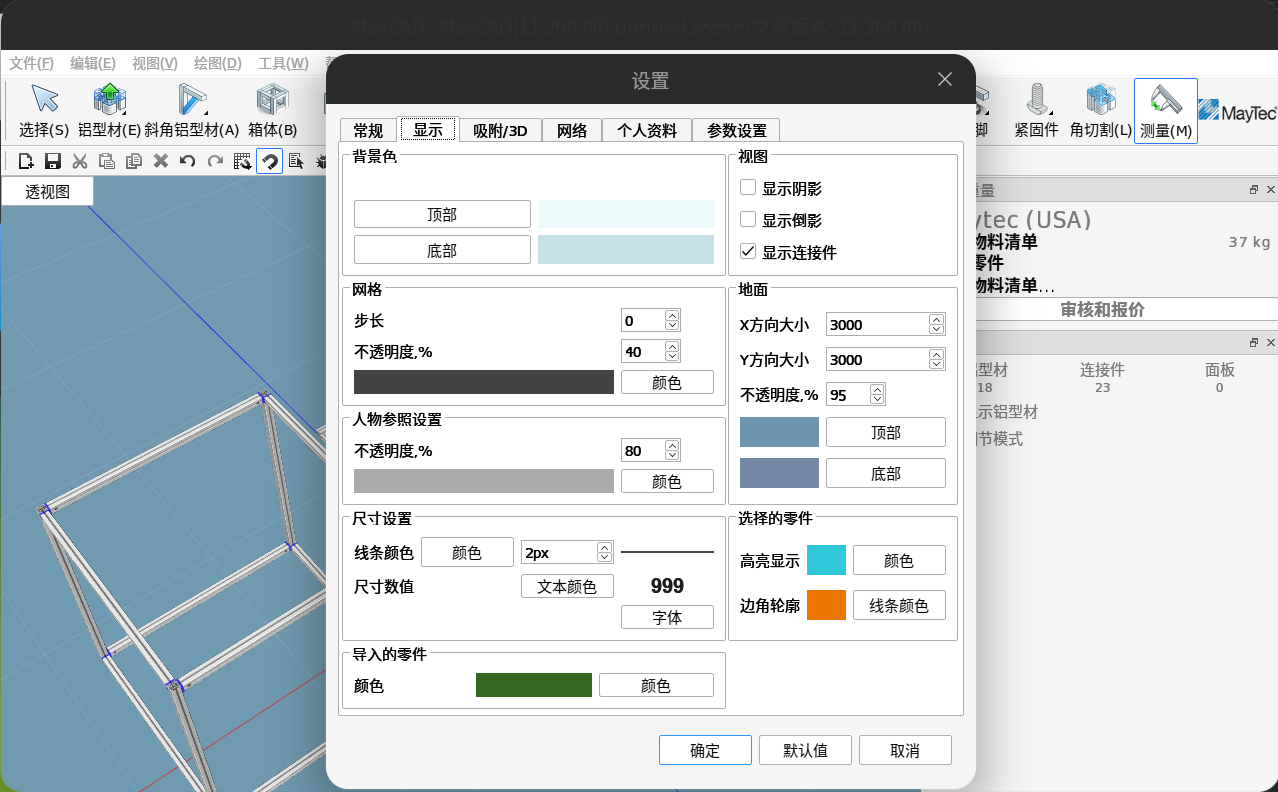 MayCAD - MayCAD(11.200.00) Untitled.scene (文件版本: 11.200.00)
文件(F) 编辑(E) 视图(V) 绘图(D) 工具(W)
选择(S) 铝型材(E) 斜角铝型材(A) 箱体(B) 脚 紧固件 角切割(L) 测量(M) MayTec
透视图
设置
常规 显示 吸附/3D 网络 个人资料 参数设置
背景色
顶部
底部
视图
显示阴影
显示倒影
显示连接件
网格
步长 0
不透明度,% 40
颜色
地面
X方向大小 3000
Y方向大小 3000
不透明度,% 95
顶部
底部
人物参照设置
不透明度,% 80
颜色
尺寸设置
线条颜色 颜色 2px
尺寸数值 文本颜色 999
字体
选择的零件
高亮显示 颜色
边角轮廓 线条颜色
导入的零件
颜色 颜色
确定 默认值 取消
重量
ytec (USA)
物料清单 37 kg
零件
物料清单...
审核和报价
型材 连接件 面板
18 23 0
示铝型材
节模式